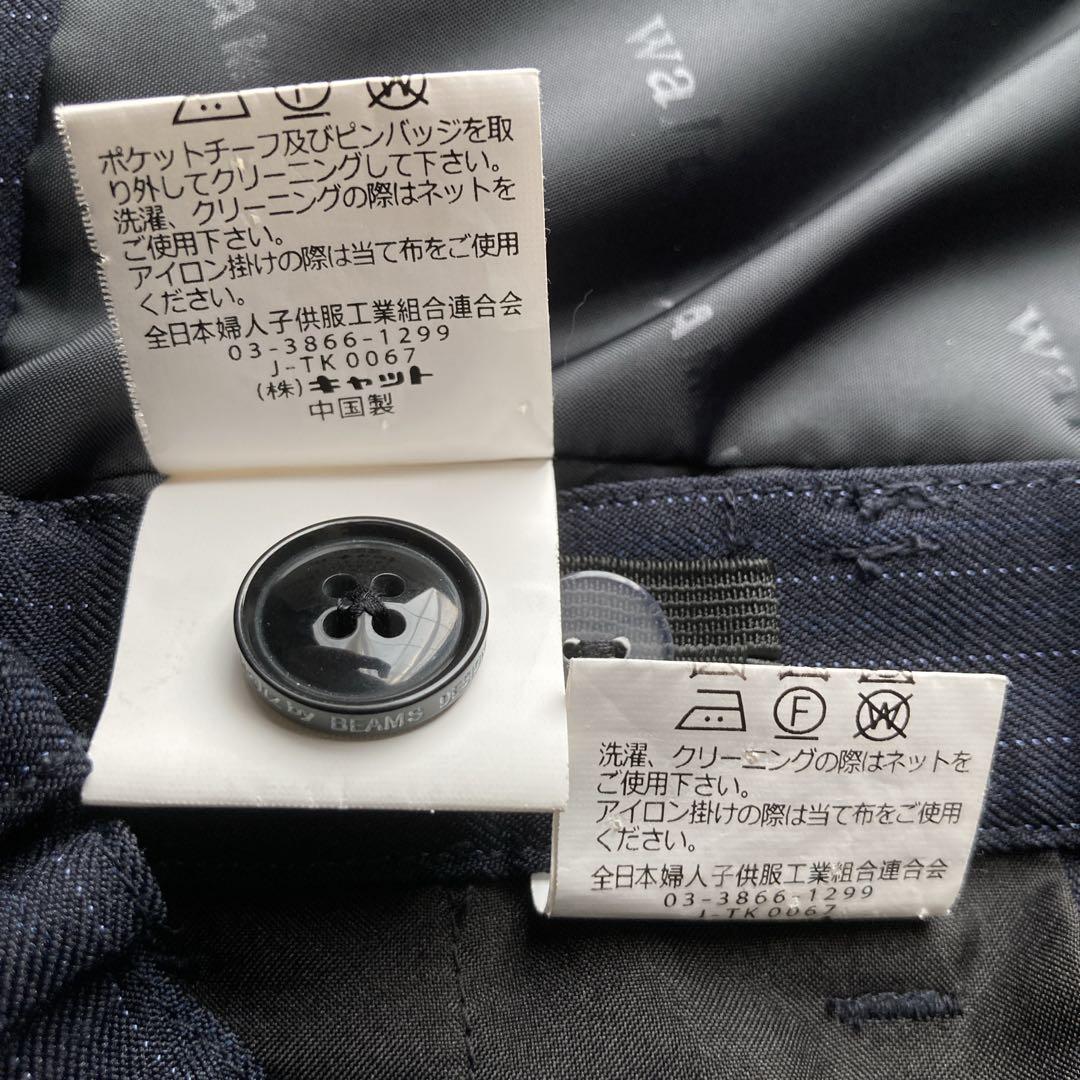 wa
wa
ポケットチーフ及びピンバッジを取
り外してクリーニングして下さい。
洗濯、クリーニングの際はネットを
ご使用下さい。
アイロン掛けの際は当て布をご使用
ください。
全日本婦人子供服工業組合連合会
03-3866-1299
J-TK0067
(株)キャット
中国製
by BEAMS DESI
F
W
洗濯、クリーニングの際はネットを
ご使用下さい。
アイロン掛けの際は当て布をご使用
ください。
全日本婦人子供服工業組合連合会
03-3866-1299
J-TK0067